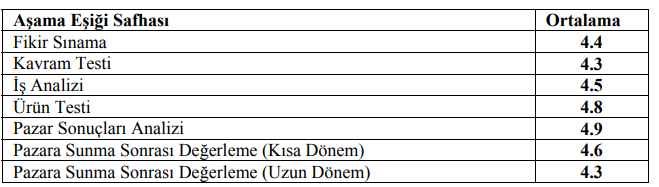 Aşama Eşiği Safhası Ortalama
Fikir Sınama 4.4
Kavram Testi 4.3
İş Analizi 4.5
Ürün Testi 4.8
Pazar Sonuçları Analizi 4.9
Pazara Sunma Sonrası Değerleme (Kısa Dönem) 4.6
Pazara Sunma Sonrası Değerleme (Uzun Dönem) 4.3